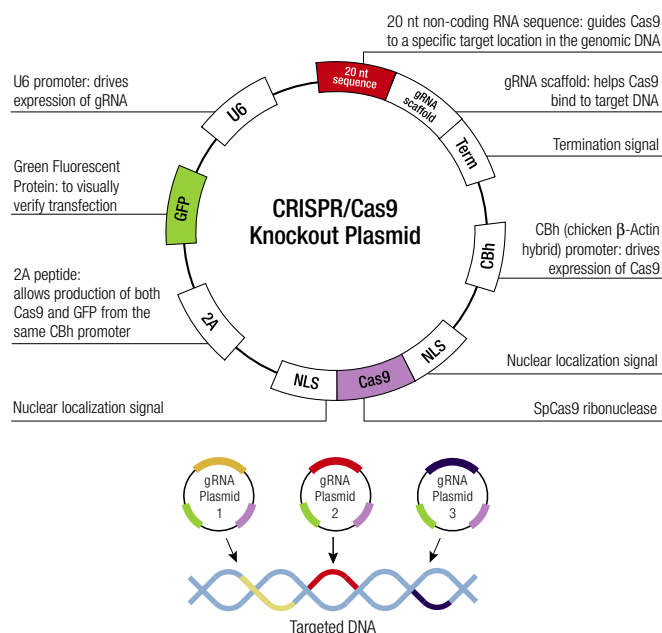 20 nt non-coding RNA sequence: guides Cas9
to a specific target location in the genomic DNA
U6 promoter: drives
expression of gRNA
gRNA scaffold: helps Cas9
bind to target DNA
Termination signal
Green Fluorescent
Protein: to visually
verify transfection
CBh (chicken β-Actin
hybrid) promoter: drives
expression of Cas9
2A peptide:
allows production of both
Cas9 and GFP from the
same CBh promoter
Nuclear localization signal
SpCas9 ribonuclease
Nuclear localization signal
CRISPR/Cas9
Knockout Plasmid
20 nt
sequence
gRNA
scaffold
Term
CBh
NLS
Cas9
NLS
2A
GFP
U6
gRNA
Plasmid
1
gRNA
Plasmid
2
gRNA
Plasmid
3
Targeted DNA